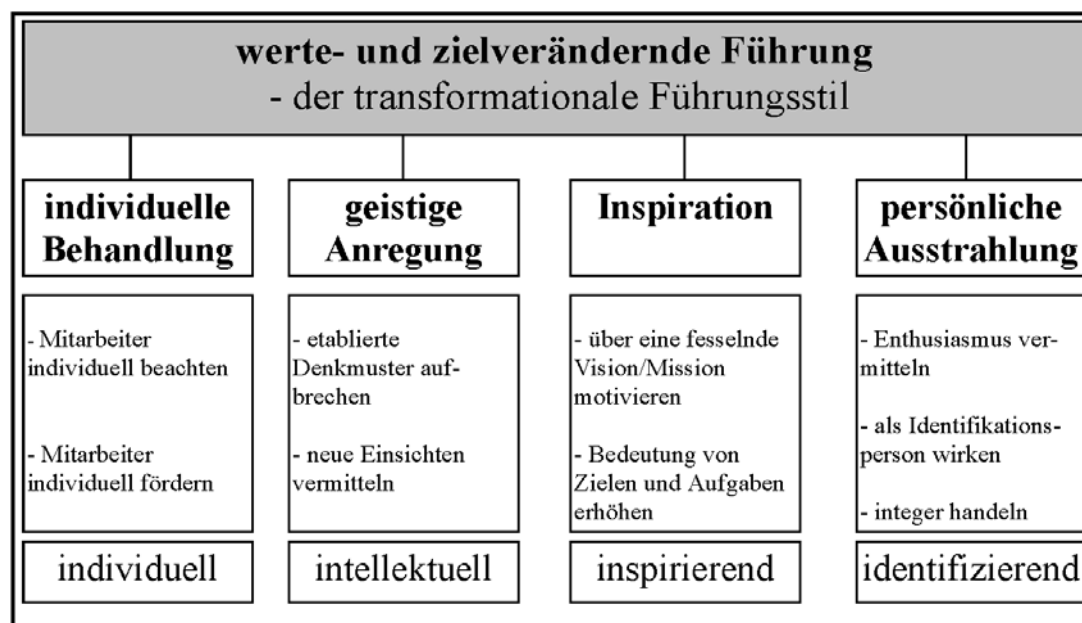 werte- und zielverändernde Führung
- der transformationale Führungsstil
individuelle
Behandlung
- Mitarbeiter
individuell beachten
- Mitarbeiter
individuell fördern
individuell
geistige
Anregung
- etablierte
Denkmuster auf-
brechen
- neue Einsichten
vermitteln
intellektuell
Inspiration
- über eine fesselnde
Vision/Mission
motivieren
- Bedeutung von
Zielen und Aufgaben
erhöhen
inspirierend
persönliche
Ausstrahlung
- Enthusiasmus ver-
mitteln
- als Identifikations-
person wirken
- integer handeln
identifizierend